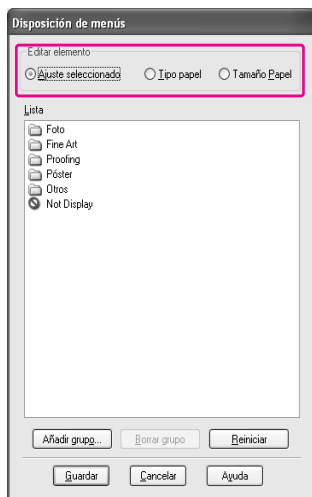 Disposición de menús
Editar elemento
Ajuste seleccionado Tipo papel Tamaño Papel
Lista
Foto
Fine Art
Proofing
Póster
Otros
Not Display
Añadir grupo... Borrar grupo Reiniciar
Guardar Cancelar Ayuda